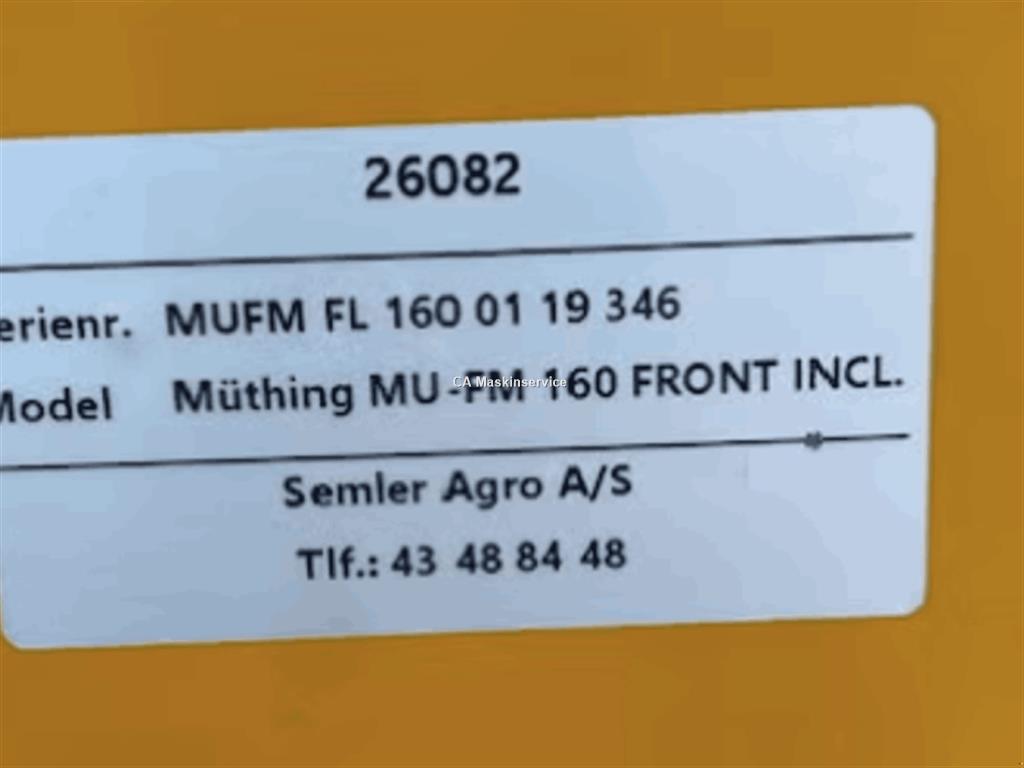 26082
erienr. MUFM FL 160 01 19 346
Model Müthing MU-FM 160 FRONT INCL.
CA Maskinservice
Semler Agro A/S
Tlf.: 43 48 84 48